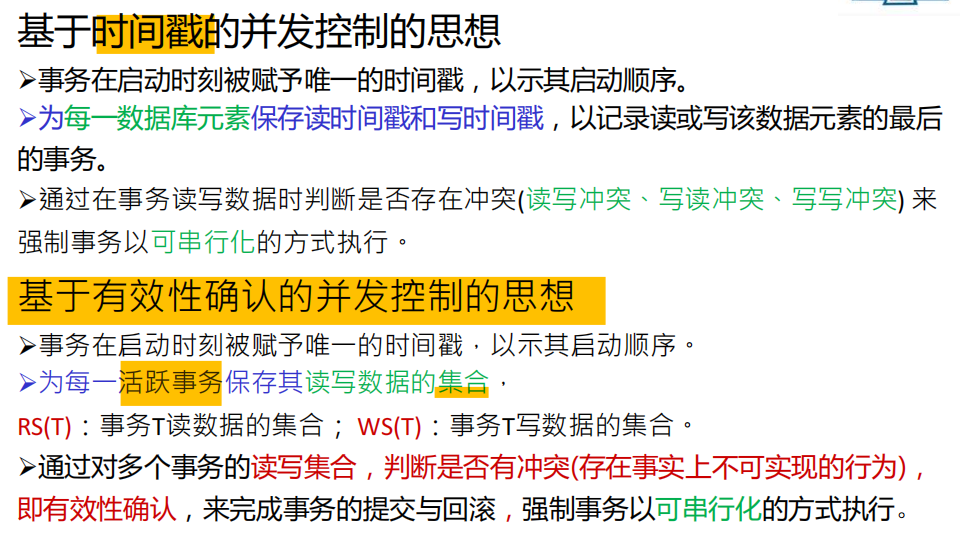 基于时间戳的并发控制的思想
➢事务在启动时刻被赋予唯一的时间戳，以示其启动顺序。
➢为每一数据库元素保存读时间戳和写时间戳，以记录读或写该数据元素的最后
的事务。
➢通过在事务读写数据时判断是否存在冲突(读写冲突、写读冲突、写写冲突) 来
强制事务以可串行化的方式执行。
基于有效性确认的并发控制的思想
➢事务在启动时刻被赋予唯一的时间戳，以示其启动顺序。
➢为每一活跃事务保存其读写数据的集合，
RS(T)：事务T读数据的集合； WS(T)：事务T写数据的集合。
➢通过对多个事务的读写集合，判断是否有冲突(存在事实上不可实现的行为)，
即有效性确认，来完成事务的提交与回滚，强制事务以可串行化的方式执行。